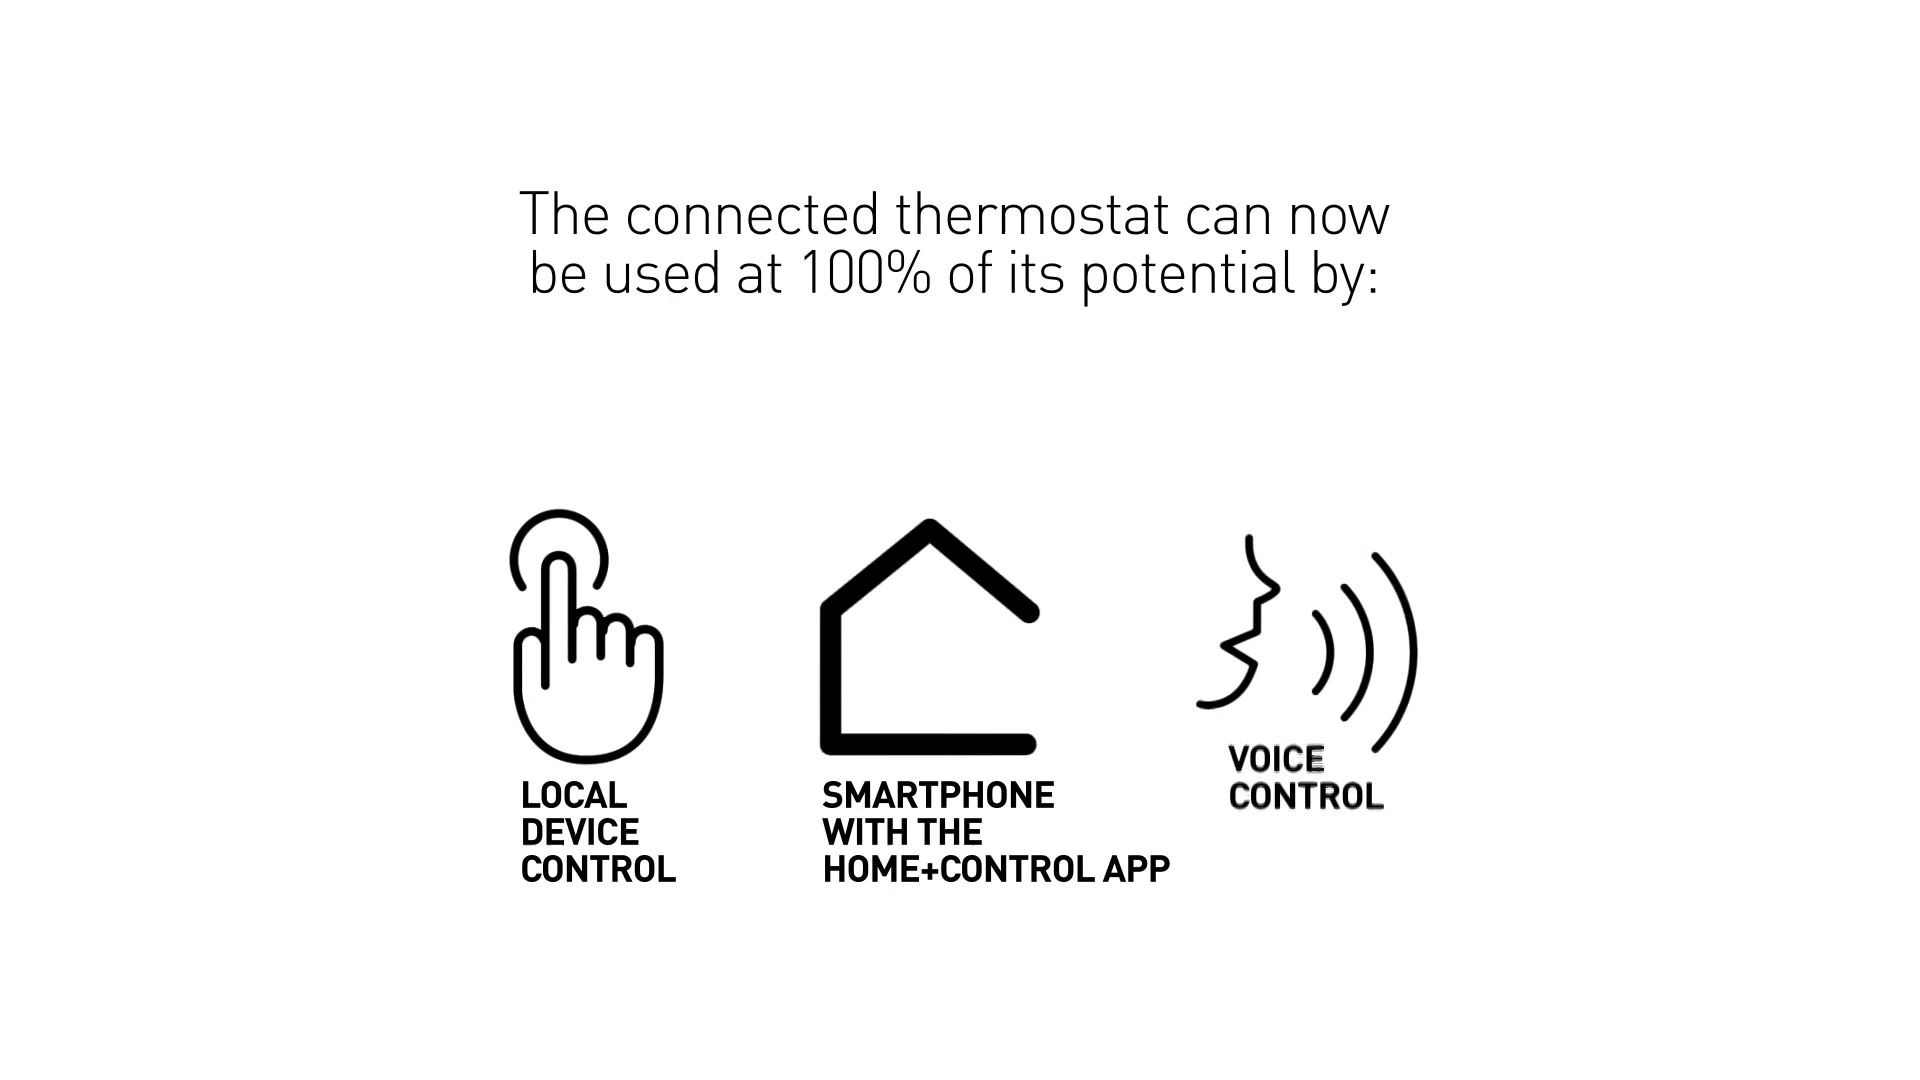 The connected thermostat can now
be used at 100% of its potential by:
LOCAL
DEVICE
CONTROL
SMARTPHONE
WITH THE
HOME+CONTROL APP
VOICE
CONTROL